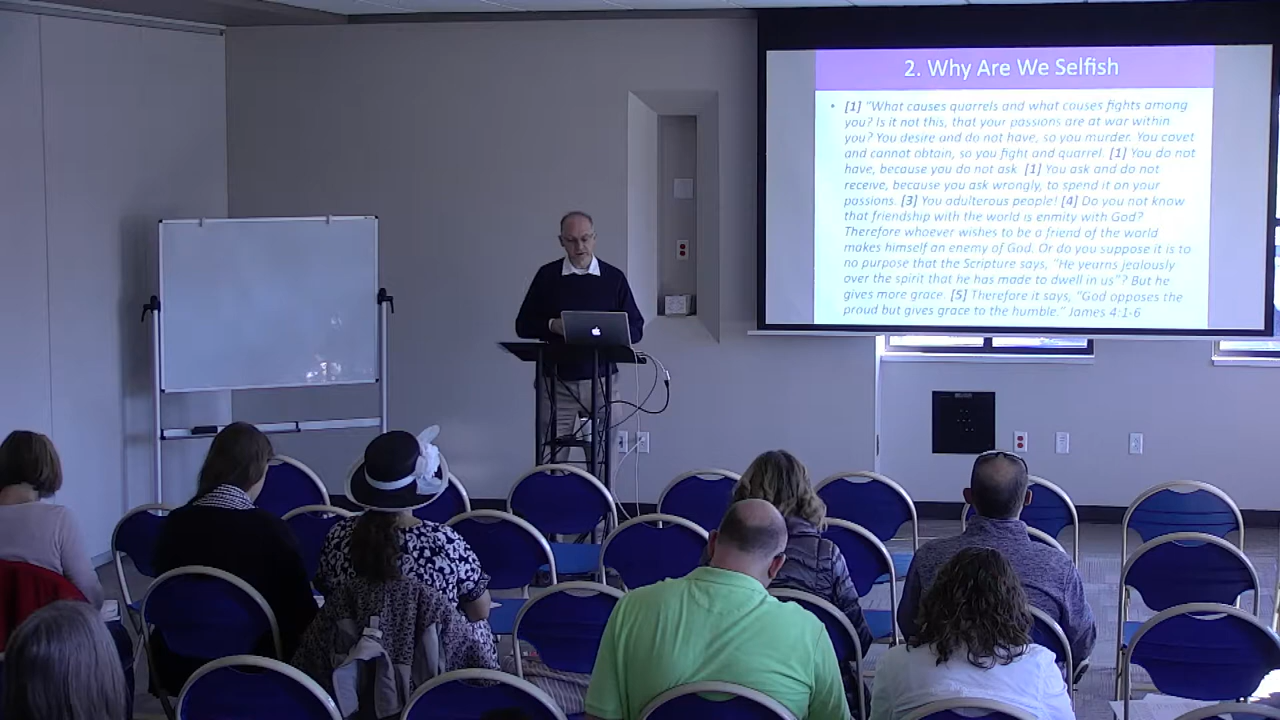 2. Why Are We Selfish
• [1] "What causes quarrels and what causes fights among
you? Is it not this, that your passions are at war within
you? You desire and do not have, so you murder. You covet
and cannot obtain, so you fight and quarrel. [1] You do not
have, because you do not ask. [1] You ask and do not
receive, because you ask wrongly, to spend it on your
passions. [3] You adulterous people! [4] Do you not know
that friendship with the world is enmity with God?
Therefore whoever wishes to be a friend of the world
makes himself an enemy of God. Or do you suppose it is to
no purpose that the Scripture says, "He yearns jealously
over the spirit that he has made to dwell in us"? But he
gives more grace. [5] Therefore it says, "God opposes the
proud but gives grace to the humble." James 4:1-6